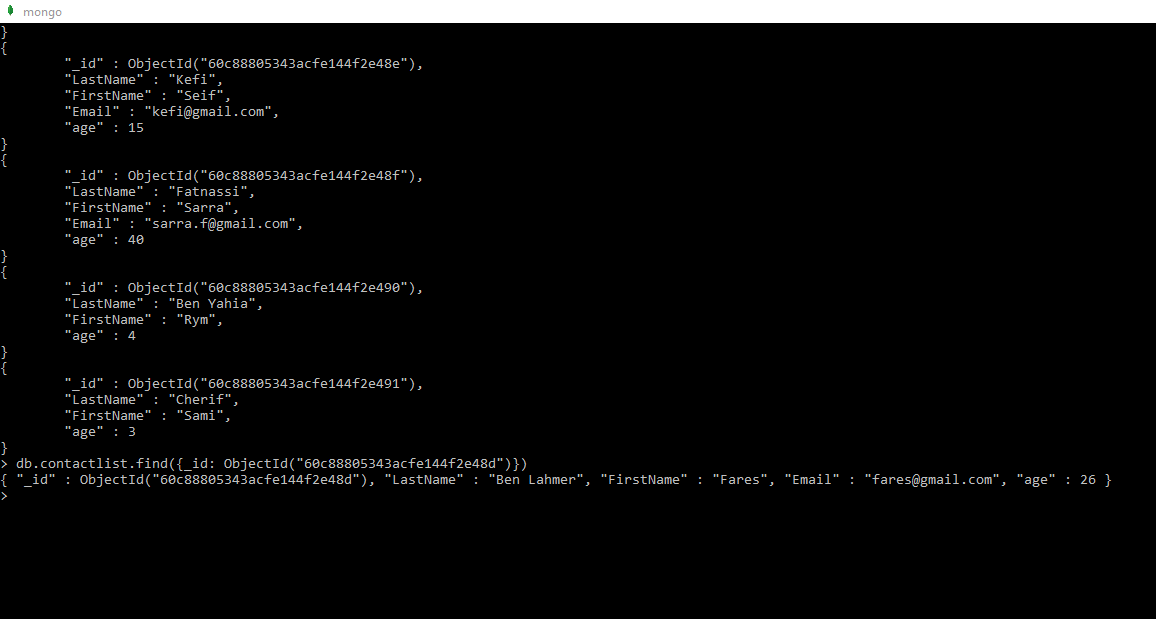 mongo
}
{
        "_id" : ObjectId("60c88805343acfe144f2e48e"),
        "LastName" : "Kefi",
        "FirstName" : "Seif",
        "Email" : "kefi@gmail.com",
        "age" : 15
}
{
        "_id" : ObjectId("60c88805343acfe144f2e48f"),
        "LastName" : "Fatnassi",
        "FirstName" : "Sarra",
        "Email" : "sarra.f@gmail.com",
        "age" : 40
}
{
        "_id" : ObjectId("60c88805343acfe144f2e490"),
        "LastName" : "Ben Yahia",
        "FirstName" : "Rym",
        "age" : 4
}
{
        "_id" : ObjectId("60c88805343acfe144f2e491"),
        "LastName" : "Cherif",
        "FirstName" : "Sami",
        "age" : 3
}
> db.contactlist.find({_id: ObjectId("60c88805343acfe144f2e48d")})
{ "_id" : ObjectId("60c88805343acfe144f2e48d"), "LastName" : "Ben Lahmer", "FirstName" : "Fares", "Email" : "fares@gmail.com", "age" : 26 }
>